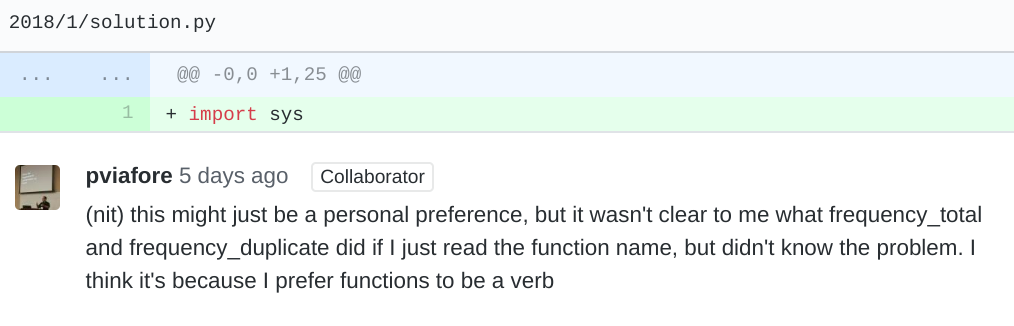 2018/1/solution.py
... ... @@ -0,0 +1,25 @@
1 + import sys
pviafore 5 days ago Collaborator
(nit) this might just be a personal preference, but it wasn't clear to me what frequency_total
and frequency_duplicate did if I just read the function name, but didn't know the problem. I
think it's because I prefer functions to be a verb